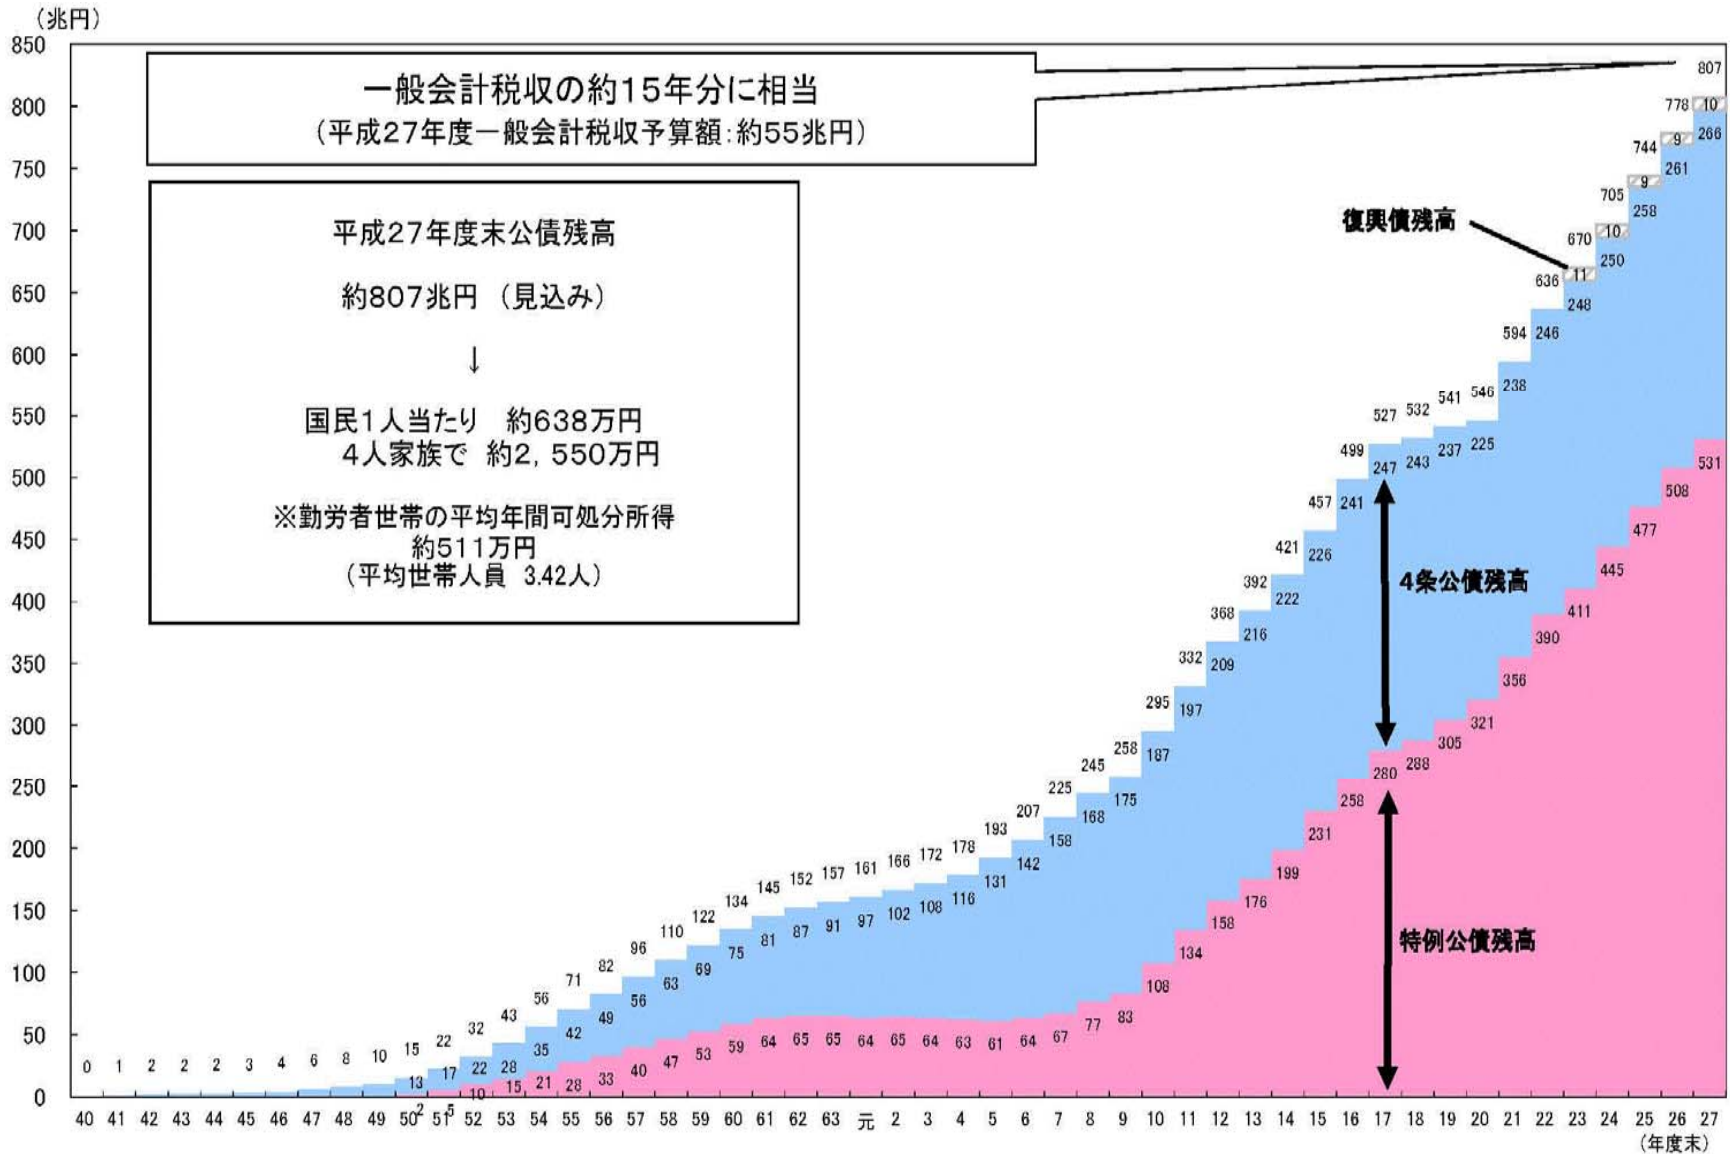 (兆円)
850
800
750
700
650
600
550
500
450
400
350
300
250
200
150
100
50
0
一般会計税収の約15年分に相当
(平成27年度一般会計税収予算額:約55兆円)
平成27年度末公債残高
約807兆円 (見込み)
↓
国民1人当たり 約638万円
4人家族で 約2,550万円
※勤労者世帯の平均年間可処分所得
約511万円
(平均世帯人員 3.42人)
復興債残高
4条公債残高
特例公債残高
0 1 2 2 2 3 4 6 8 10 15 22 32 43 56 71 82 96 110 122 134 145 152 157 161 166 172 178 193 207 225 245 258 295 332 368 392 421 457 499 527 532 541 546 594 636 670 705 744 778 807
11 10 9 9 10
13 17 22 28 35 42 49 56 63 69 75 81 87 91 97 102 108 116 131 142 158 168 175 187 197 209 216 222 226 241 247 243 237 225 238 246 248 250 258 261 266
2 5 10 15 21 28 33 40 47 53 59 64 65 65 64 65 64 63 61 64 67 77 83 108 134 158 176 199 231 258 280 288 305 321 356 390 411 445 477 508 531
40 41 42 43 44 45 46 47 48 49 50 51 52 53 54 55 56 57 58 59 60 61 62 63 元 2 3 4 5 6 7 8 9 10 11 12 13 14 15 16 17 18 19 20 21 22 23 24 25 26 27
(年度末)